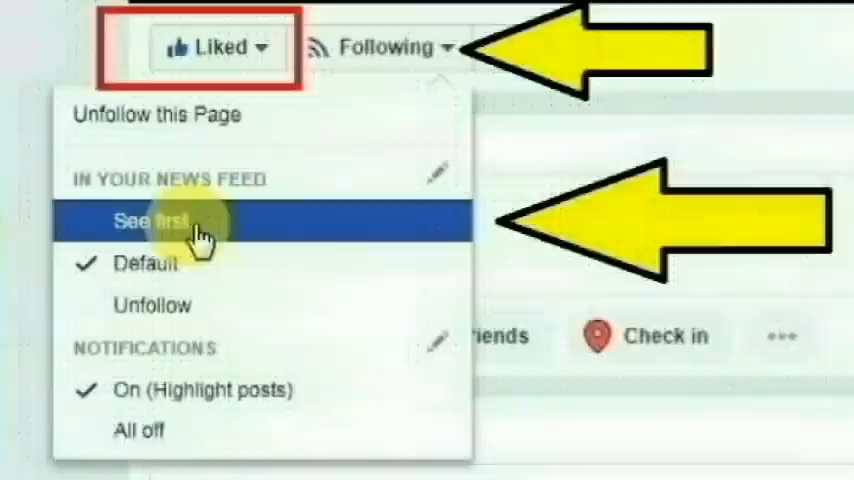 Liked Following
Unfollow this Page
IN YOUR NEWS FEED
See first
Default
Unfollow
riends Check in
NOTIFICATIONS
On (Highlight posts)
All off